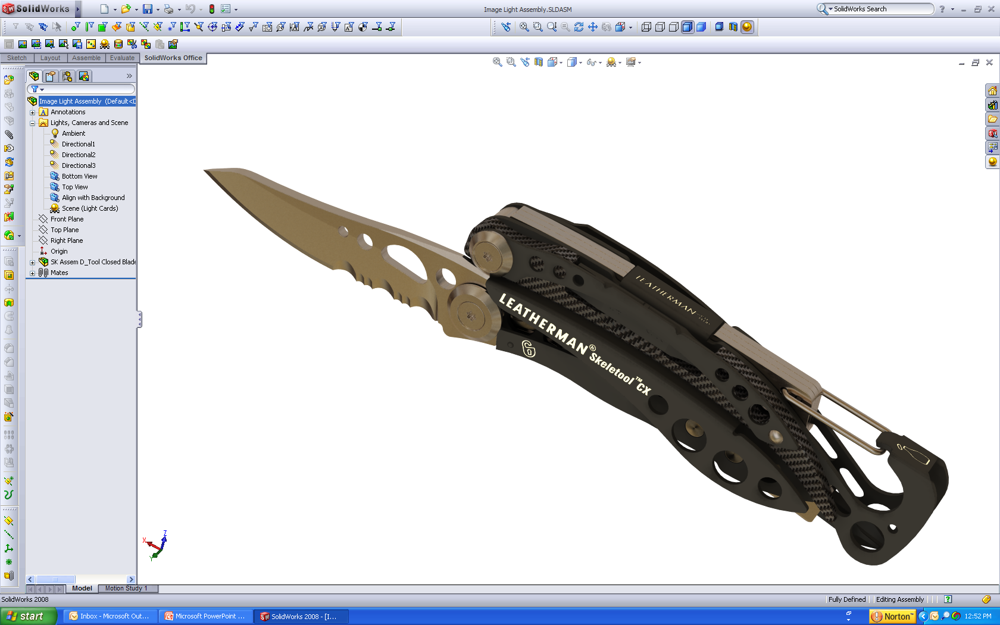 SolidWorks
Image Light Assembly.SLDASM
SolidWorks Search
Sketch
Layout
Assemble
Evaluate
SolidWorks Office
Image Light Assembly (Default<D
Annotations
Lights, Cameras and Scene
Ambient
Directional1
Directional2
Directional3
Bottom View
Top View
Align with Background
Scene (Light Cards)
Front Plane
Top Plane
Right Plane
Origin
SK Assem D_Tool Closed Blade
Mates
LEATHERMAN
LEATHERMAN®
Skeletool™CX
X
Z
Y
Model
Motion Study 1
SolidWorks 2008
Fully Defined
Editing Assembly
start
Inbox - Microsoft Out...
Microsoft PowerPoint ...
SolidWorks 2008 - [I...
Norton™
12:52 PM